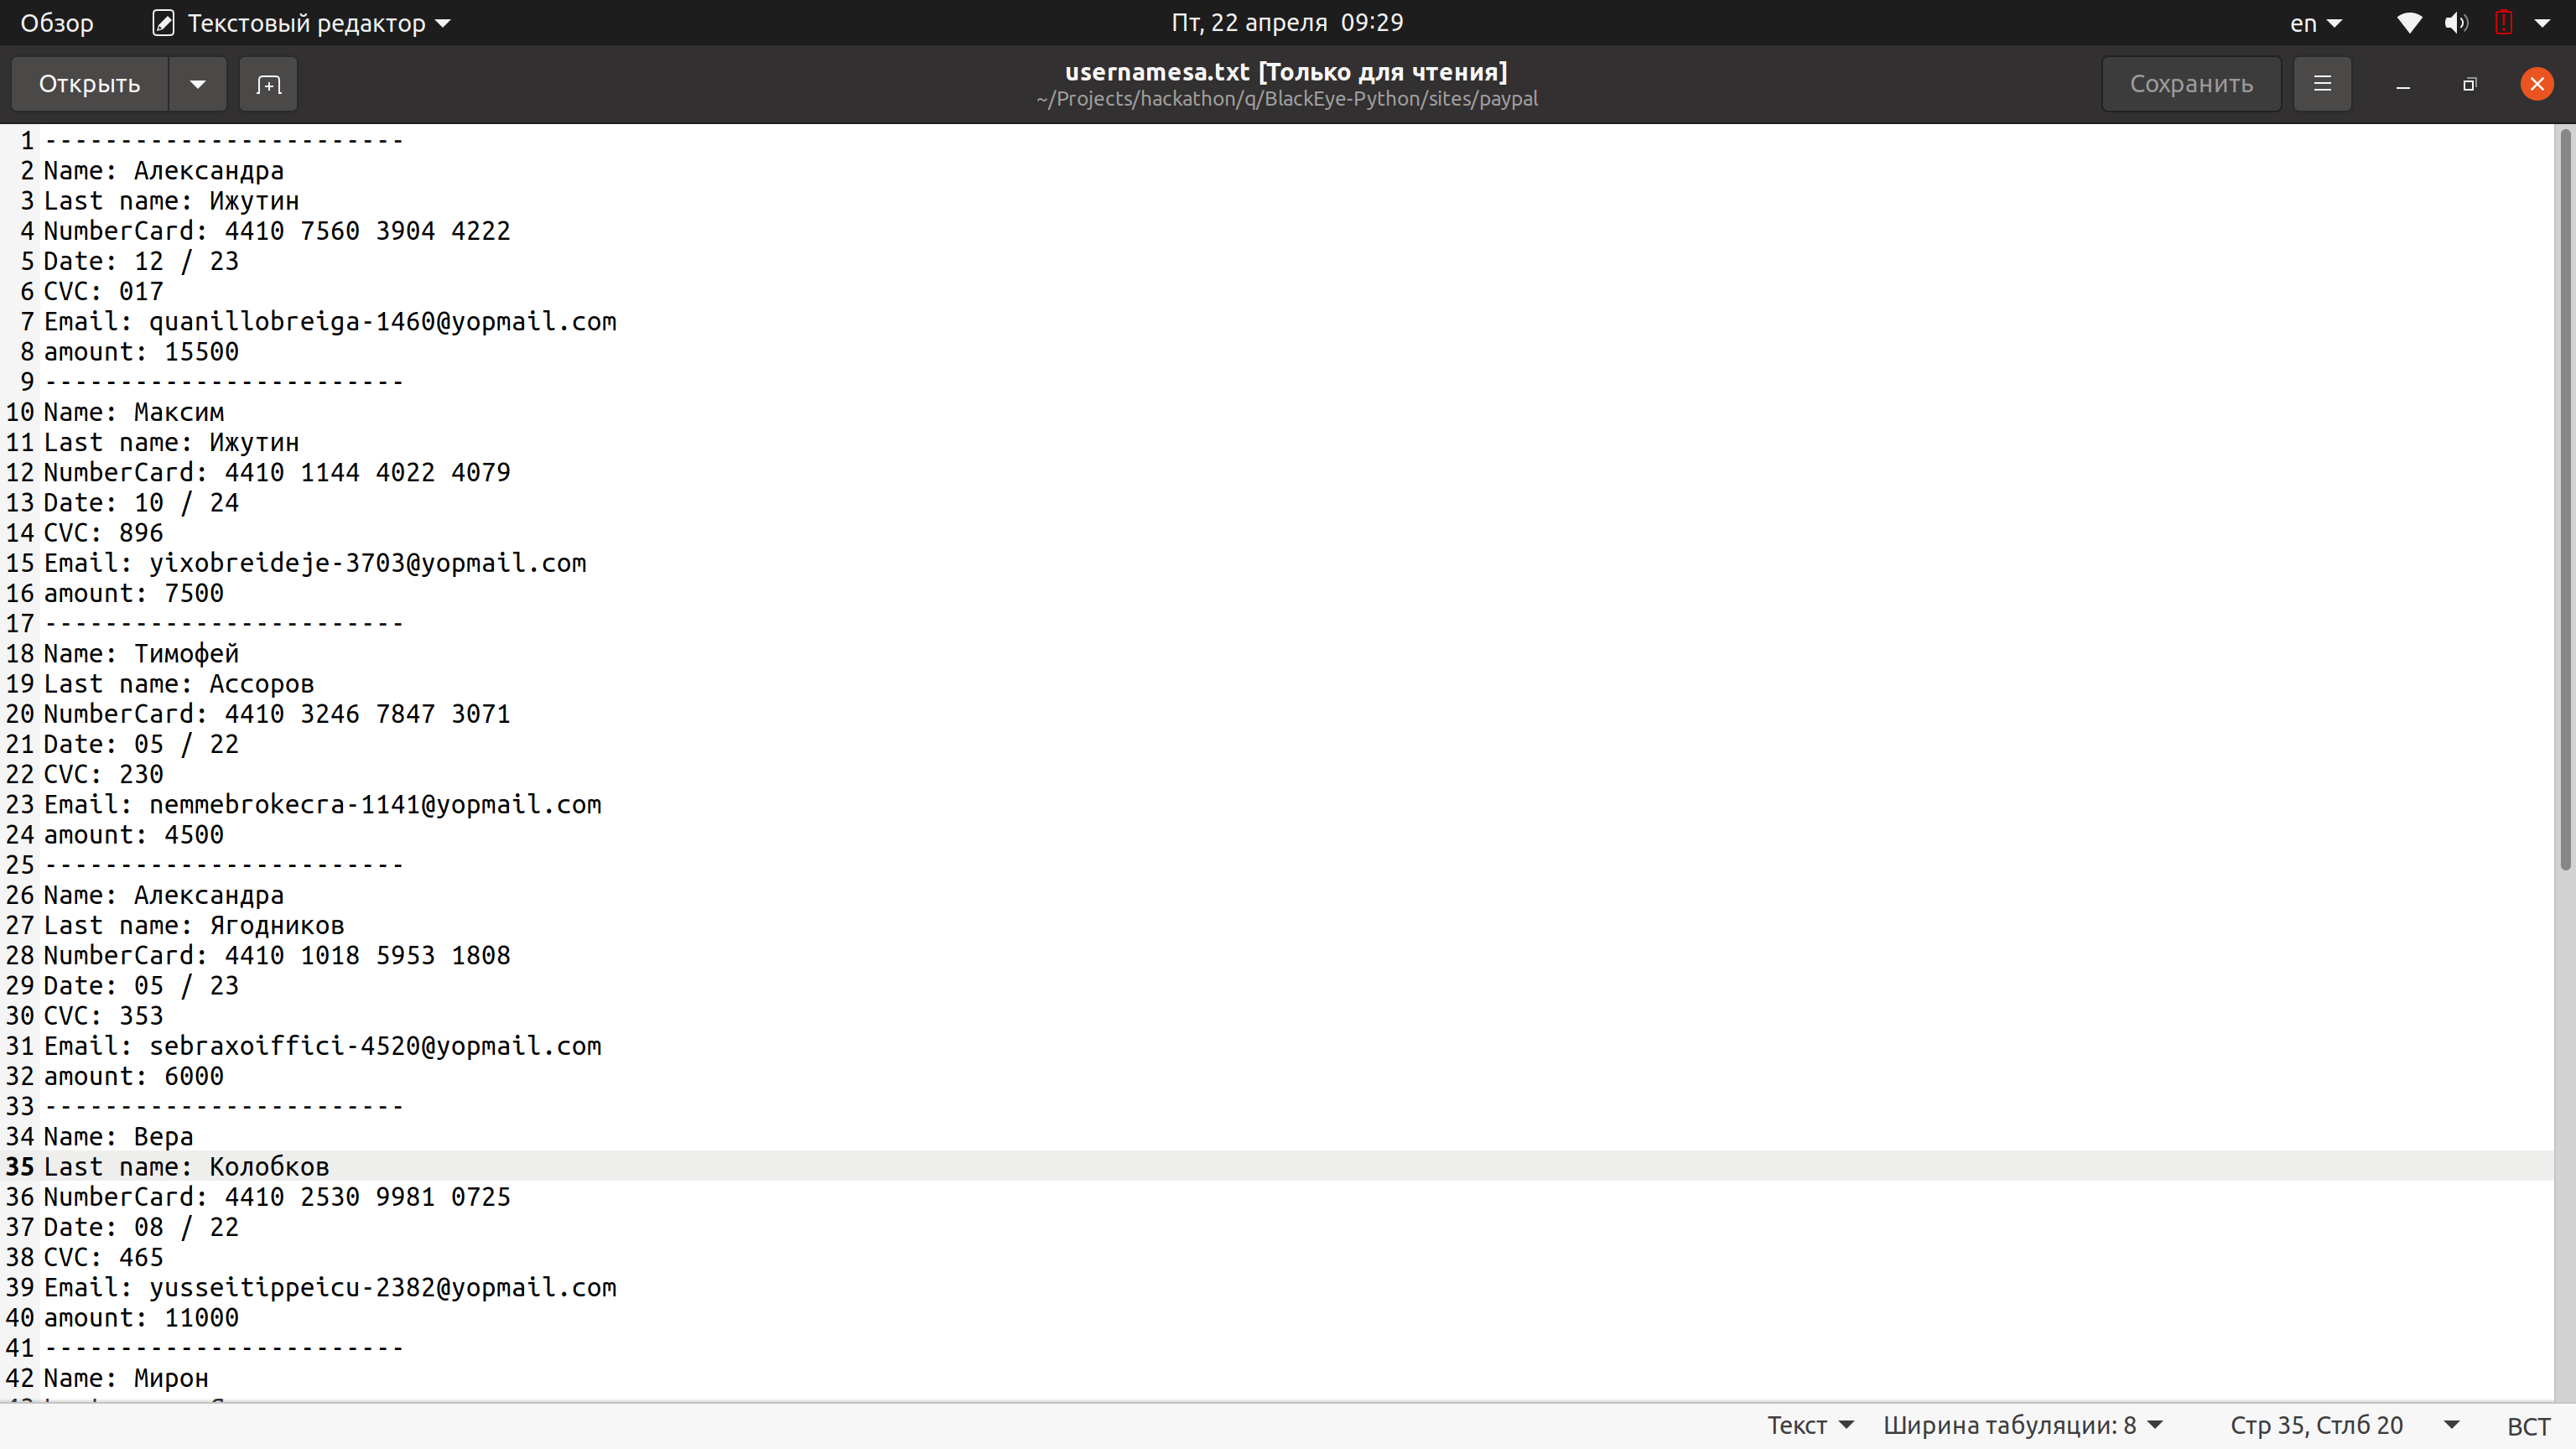 Обзор
Текстовый редактор
Пт, 22 апреля 09:29
en
Открыть
usernamesa.txt [Только для чтения]
~/Projects/hackathon/q/BlackEye-Python/sites/paypal
Сохранить
1 ------------------------
2 Name: Александра
3 Last name: Ижутин
4 NumberCard: 4410 7560 3904 4222
5 Date: 12 / 23
6 CVC: 017
7 Email: quanillobreiga-1460@yopmail.com
8 amount: 15500
9 ------------------------
10 Name: Максим
11 Last name: Ижутин
12 NumberCard: 4410 1144 4022 4079
13 Date: 10 / 24
14 CVC: 896
15 Email: yixobreideje-3703@yopmail.com
16 amount: 7500
17 ------------------------
18 Name: Тимофей
19 Last name: Ассоров
20 NumberCard: 4410 3246 7847 3071
21 Date: 05 / 22
22 CVC: 230
23 Email: nemmebrokecra-1141@yopmail.com
24 amount: 4500
25 ------------------------
26 Name: Александра
27 Last name: Ягодников
28 NumberCard: 4410 1018 5953 1808
29 Date: 05 / 23
30 CVC: 353
31 Email: sebraxoiffici-4520@yopmail.com
32 amount: 6000
33 ------------------------
34 Name: Вера
35 Last name: Колобков
36 NumberCard: 4410 2530 9981 0725
37 Date: 08 / 22
38 CVC: 465
39 Email: yusseitippeicu-2382@yopmail.com
40 amount: 11000
41 ------------------------
42 Name: Мирон
Текст
Ширина табуляции: 8
Стр 35, Стлб 20
ВСТ